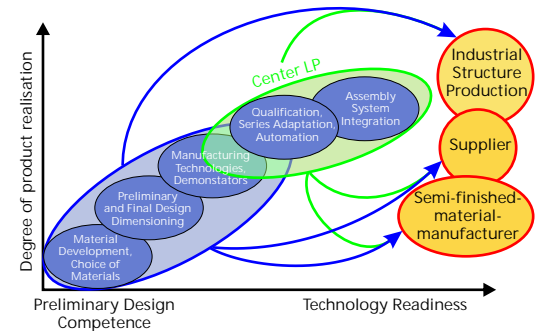 Degree of product realisation
Center LP
Industrial
Structure
Production
Assembly
System
Integration
Qualification,
Series Adaptation,
Automation
Supplier
Manufacturing
Technologies,
Demonstrators
Preliminary
and Final Design
Dimensioning
Semi-finished-
material-
manufacturer
Material
Development,
Choice of
Materials
Preliminary Design
Competence
Technology Readiness